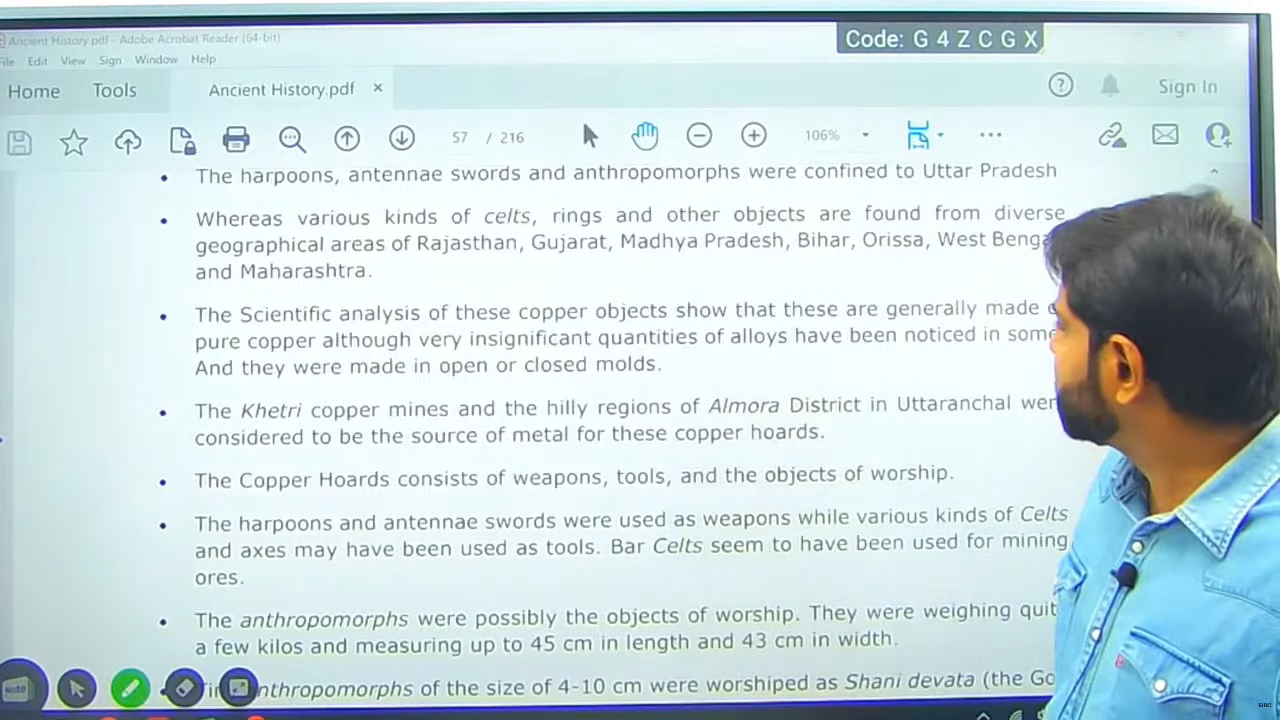 Ancient History.pdf - Adobe Acrobat Reader (64-bit)
Code: G 4 Z C G X
File Edit View Sign Window Help
Home Tools Ancient History.pdf × ? Sign In
57 / 216 106%
• The harpoons, antennae swords and anthropomorphs were confined to Uttar Pradesh
• Whereas various kinds of celts, rings and other objects are found from diverse
geographical areas of Rajasthan, Gujarat, Madhya Pradesh, Bihar, Orissa, West Benga
and Maharashtra.
• The Scientific analysis of these copper objects show that these are generally made
pure copper although very insignificant quantities of alloys have been noticed in some
And they were made in open or closed molds.
• The Khetri copper mines and the hilly regions of Almora District in Uttaranchal wer
considered to be the source of metal for these copper hoards.
• The Copper Hoards consists of weapons, tools, and the objects of worship.
• The harpoons and antennae swords were used as weapons while various kinds of Celts
and axes may have been used as tools. Bar Celts seem to have been used for mining
ores.
• The anthropomorphs were possibly the objects of worship. They were weighing quit
a few kilos and measuring up to 45 cm in length and 43 cm in width.
nthropomorphs of the size of 4-10 cm were worshiped as Shani devata (the Go
Note